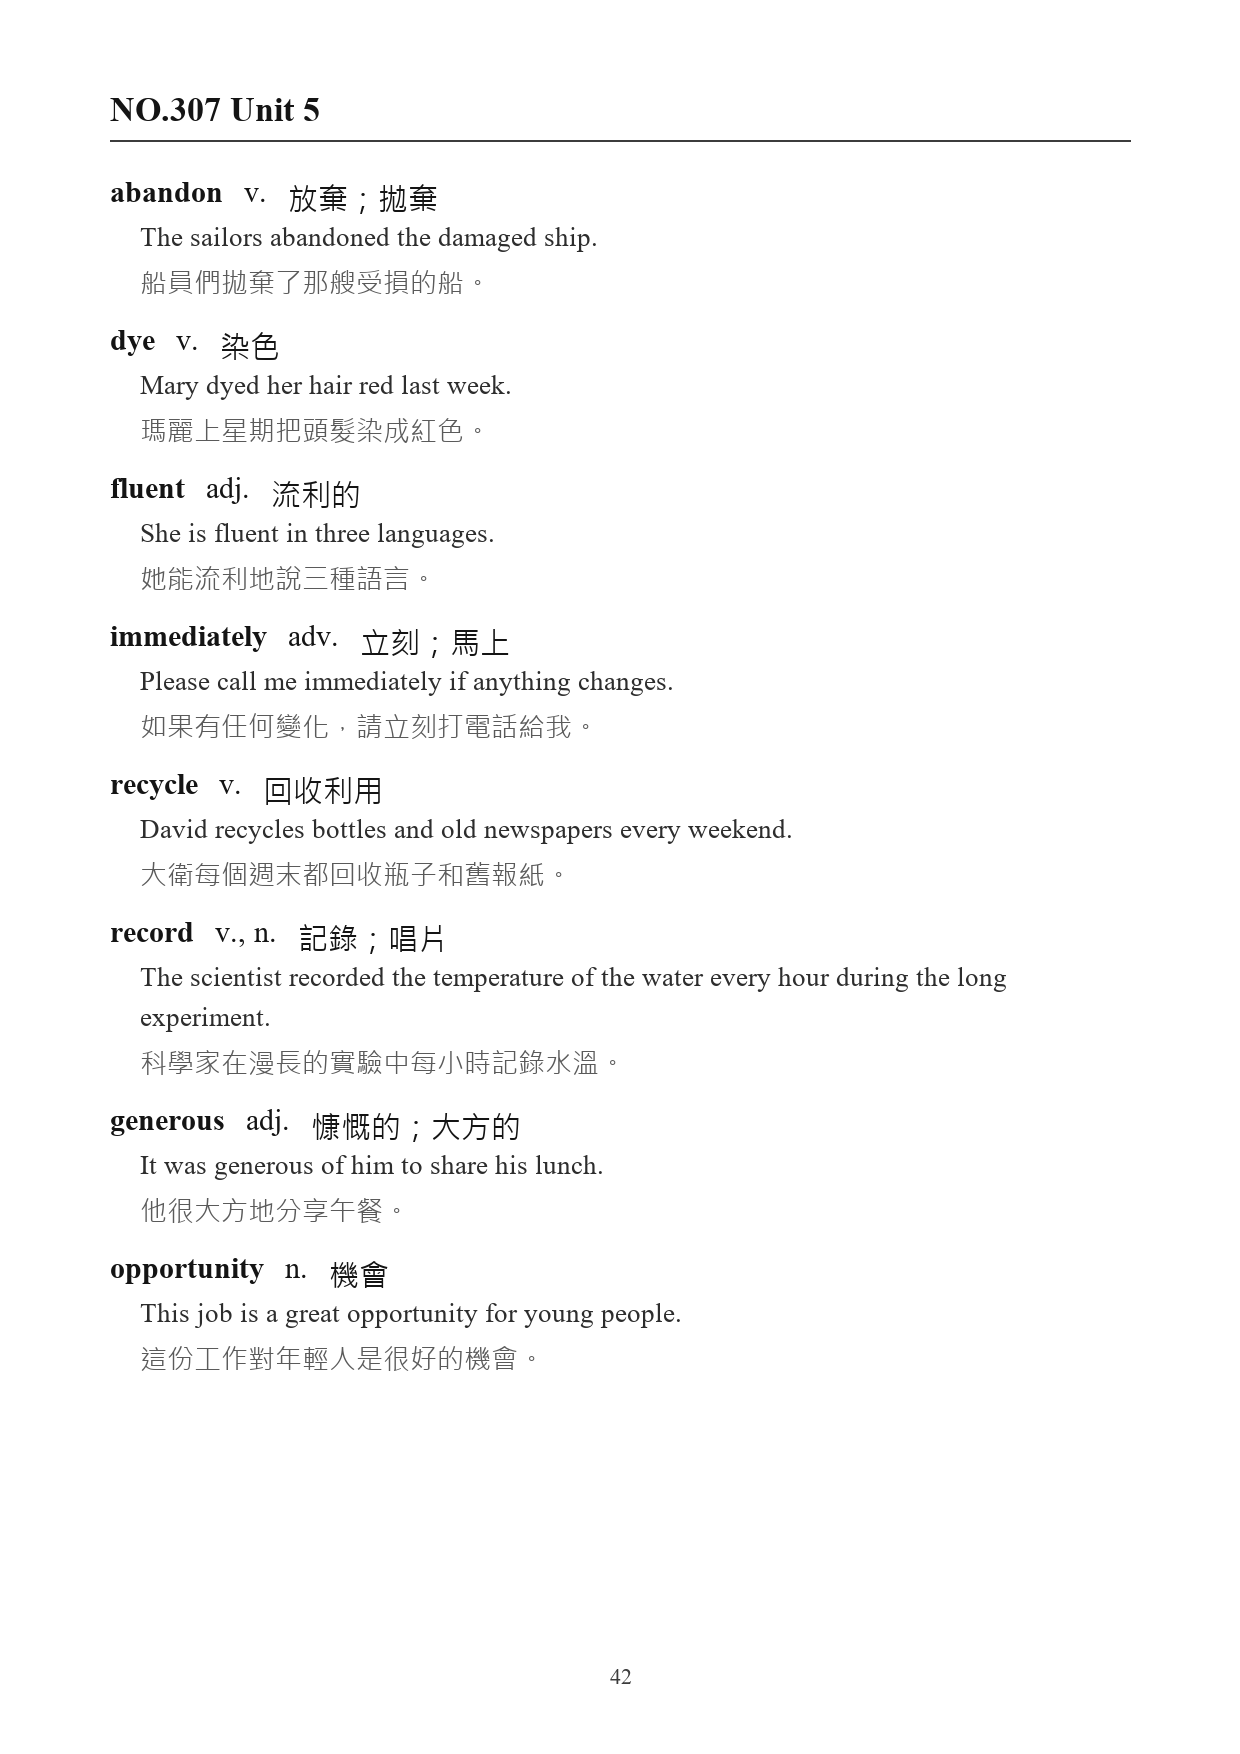 NO.307 Unit 5
abandon v. 放棄；拋棄
The sailors abandoned the damaged ship.
船員們拋棄了那艘受損的船。
dye v. 染色
Mary dyed her hair red last week.
瑪麗上星期把頭髮染成紅色。
fluent adj. 流利的
She is fluent in three languages.
她能流利地說三種語言。
immediately adv. 立刻；馬上
Please call me immediately if anything changes.
如果有任何變化，請立刻打電話給我。
recycle v. 回收利用
David recycles bottles and old newspapers every weekend.
大衛每個週末都回收瓶子和舊報紙。
record v., n. 記錄；唱片
The scientist recorded the temperature of the water every hour during the long
experiment.
科學家在漫長的實驗中每小時記錄水溫。
generous adj. 慷慨的；大方的
It was generous of him to share his lunch.
他很大方地分享午餐。
opportunity n. 機會
This job is a great opportunity for young people.
這份工作對年輕人是很好的機會。
42